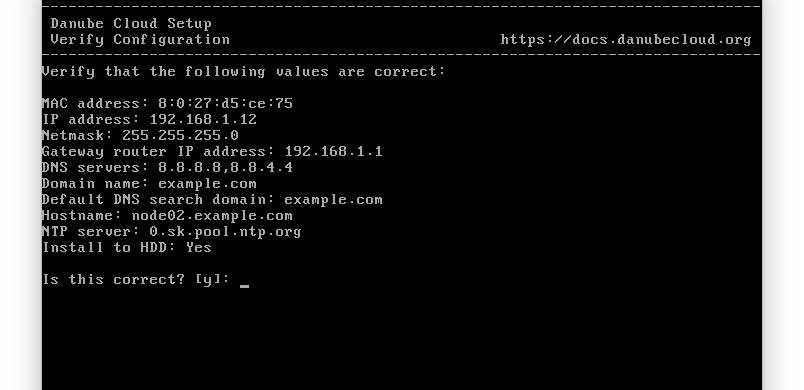 Danube Cloud Setup
Verify Configuration https://docs.danubecloud.org
Verify that the following values are correct:
MAC address: 8:0:27:d5:ce:75
IP address: 192.168.1.12
Netmask: 255.255.255.0
Gateway router IP address: 192.168.1.1
DNS servers: 8.8.8.8,8.8.4.4
Domain name: example.com
Default DNS search domain: example.com
Hostname: node02.example.com
NTP server: 0.sk.pool.ntp.org
Install to HDD: Yes
Is this correct? [y]: _